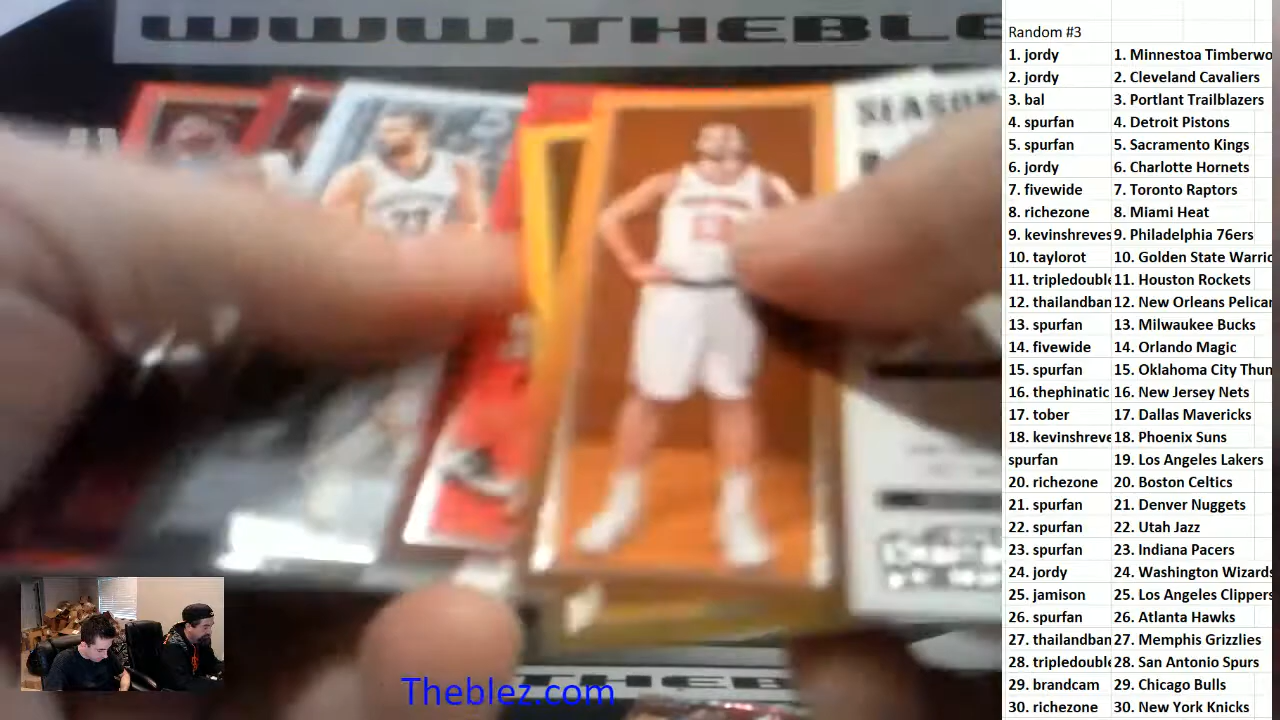 WWW.THEBLE
SEASON
Random #3
1. jordy 1. Minnestoa Timberwo
2. jordy 2. Cleveland Cavaliers
3. bal 3. Portlant Trailblazers
4. spurfan 4. Detroit Pistons
5. spurfan 5. Sacramento Kings
6. jordy 6. Charlotte Hornets
7. fivewide 7. Toronto Raptors
8. richezone 8. Miami Heat
9. kevinshreves 9. Philadelphia 76ers
10. taylorot 10. Golden State Warric
11. tripledouble 11. Houston Rockets
12. thailandban 12. New Orleans Pelican
13. spurfan 13. Milwaukee Bucks
14. fivewide 14. Orlando Magic
15. spurfan 15. Oklahoma City Thun
16. thephinatic 16. New Jersey Nets
17. tober 17. Dallas Mavericks
18. kevinshreve 18. Phoenix Suns
spurfan 19. Los Angeles Lakers
20. richezone 20. Boston Celtics
21. spurfan 21. Denver Nuggets
22. spurfan 22. Utah Jazz
23. spurfan 23. Indiana Pacers
24. jordy 24. Washington Wizards
25. jamison 25. Los Angeles Clippers
26. spurfan 26. Atlanta Hawks
27. thailandban 27. Memphis Grizzlies
28. tripledouble 28. San Antonio Spurs
29. brandcam 29. Chicago Bulls
30. richezone 30. New York Knicks
Theblez.com